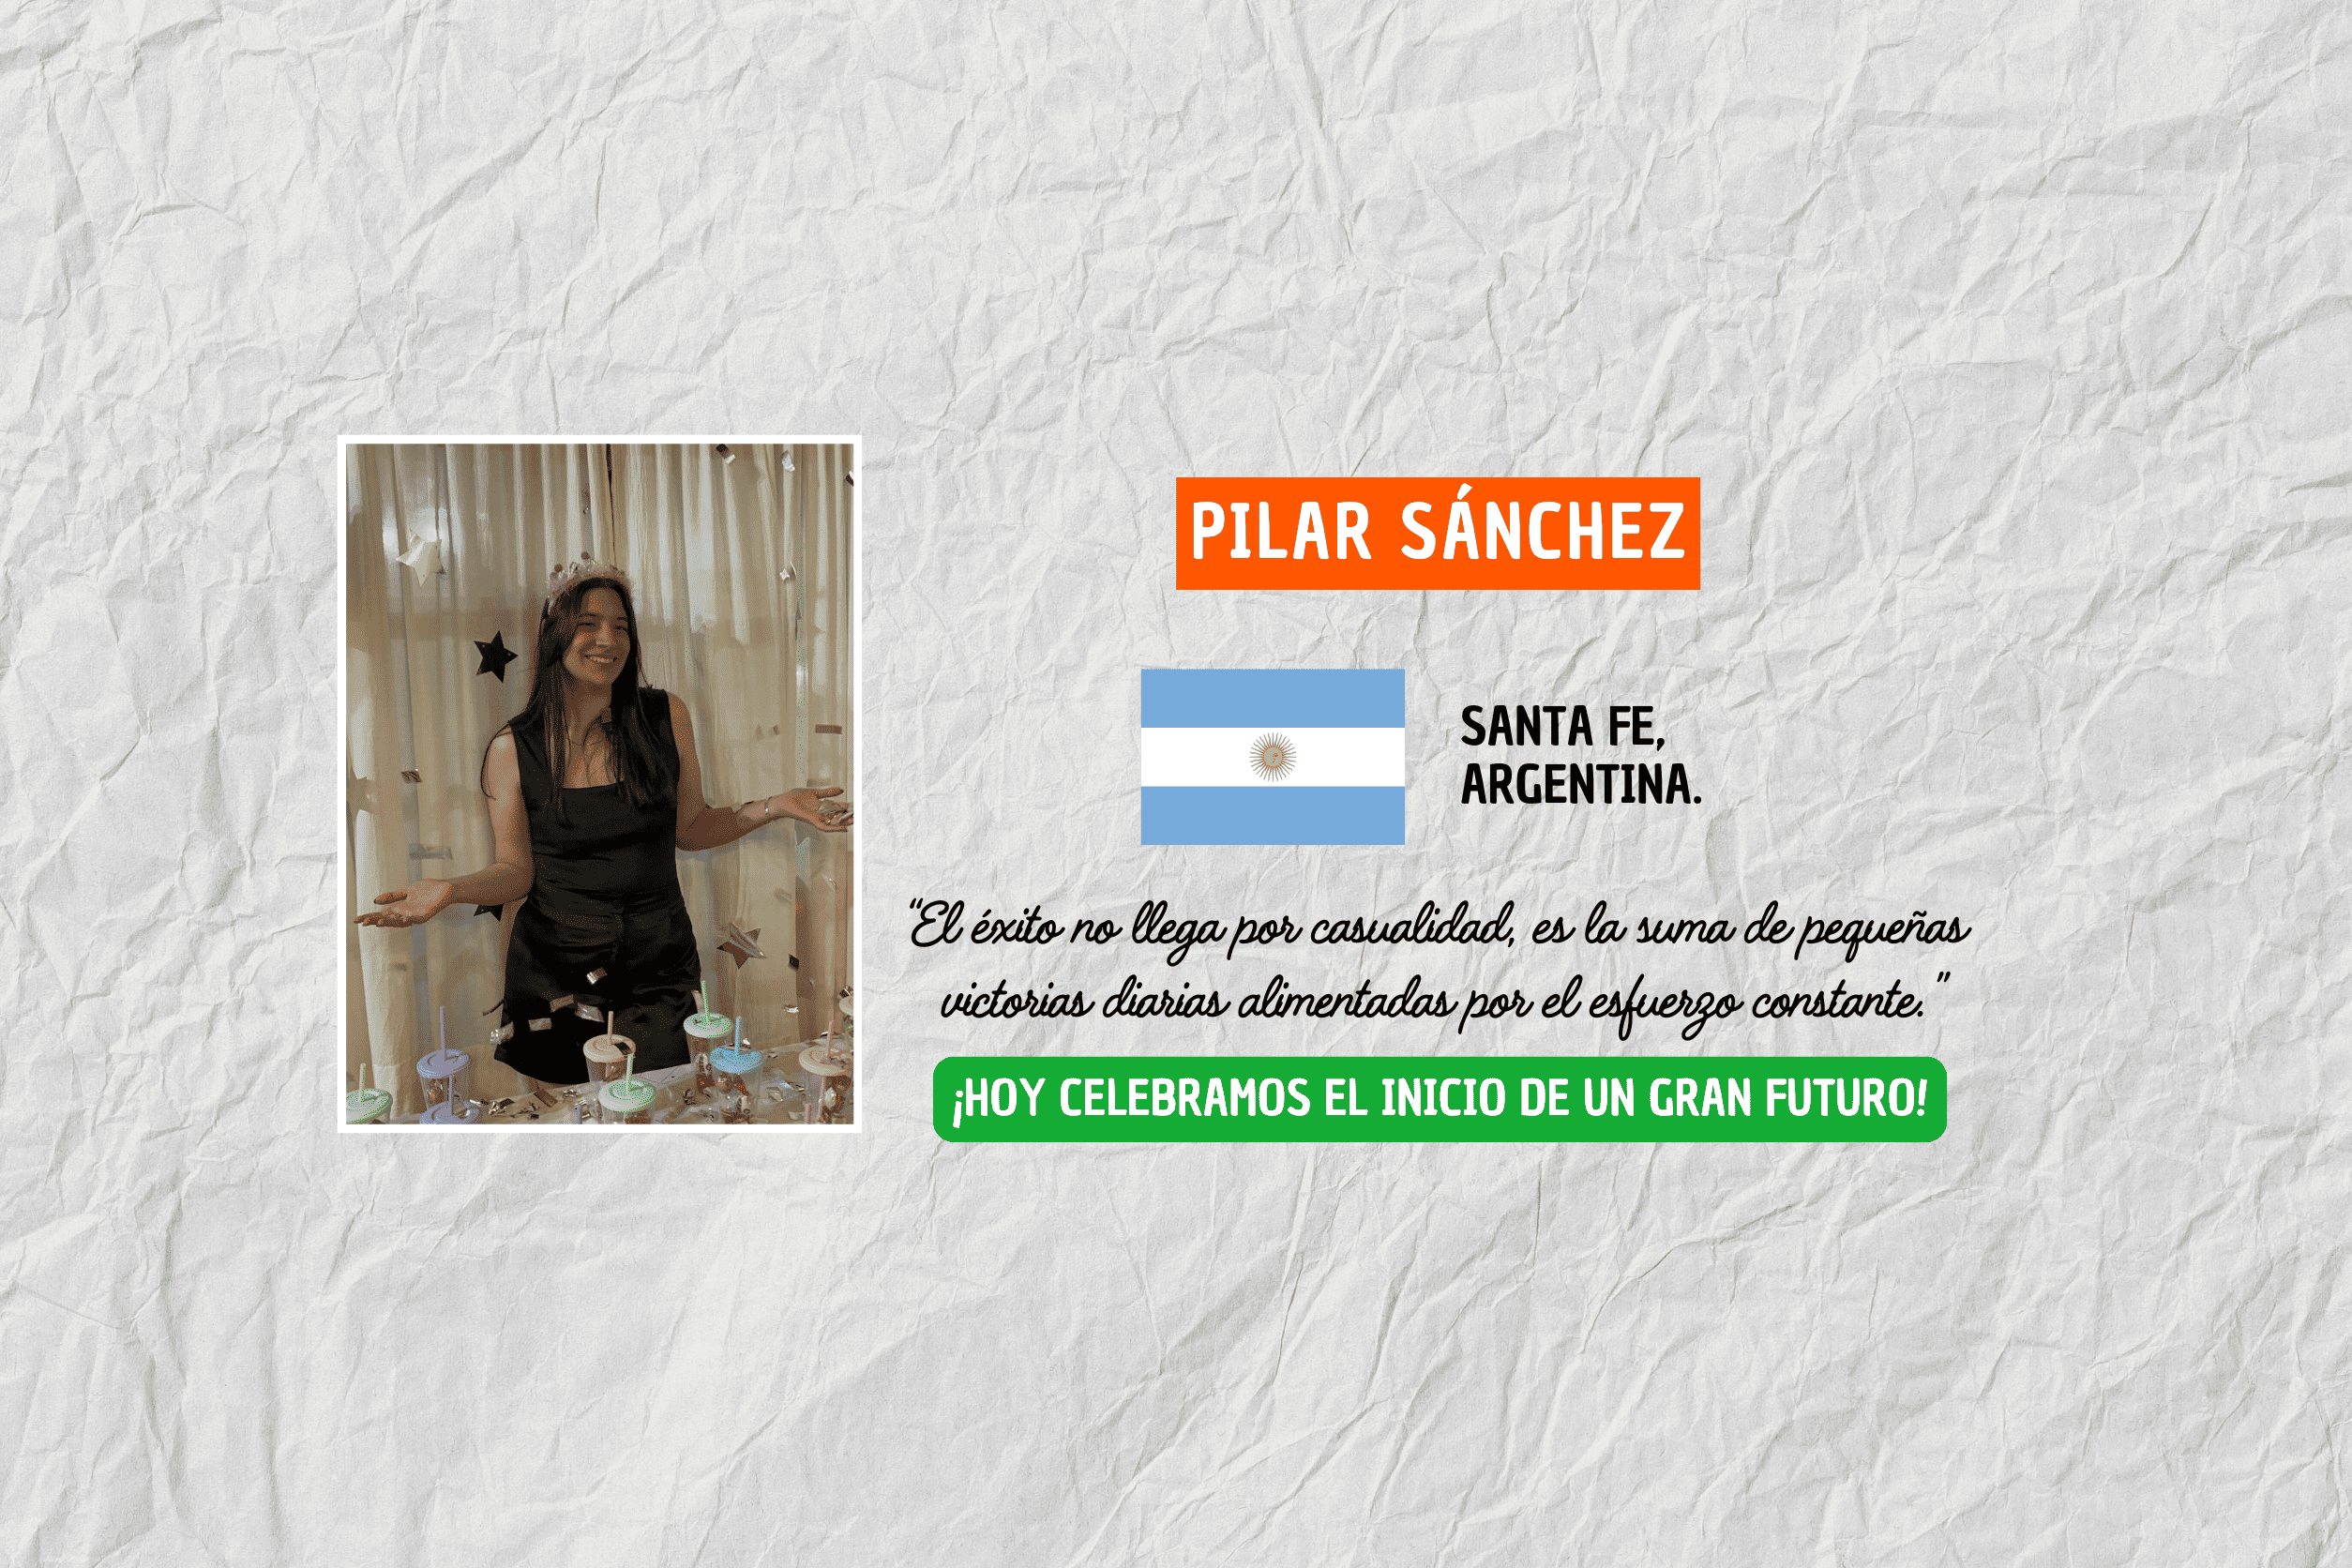 PILAR SÁNCHEZ
SANTA FE,
ARGENTINA.
“El éxito no llega por casualidad, es la suma de pequeñas
victorias diarias alimentadas por el esfuerzo constante.”
¡HOY CELEBRAMOS EL INICIO DE UN GRAN FUTURO!